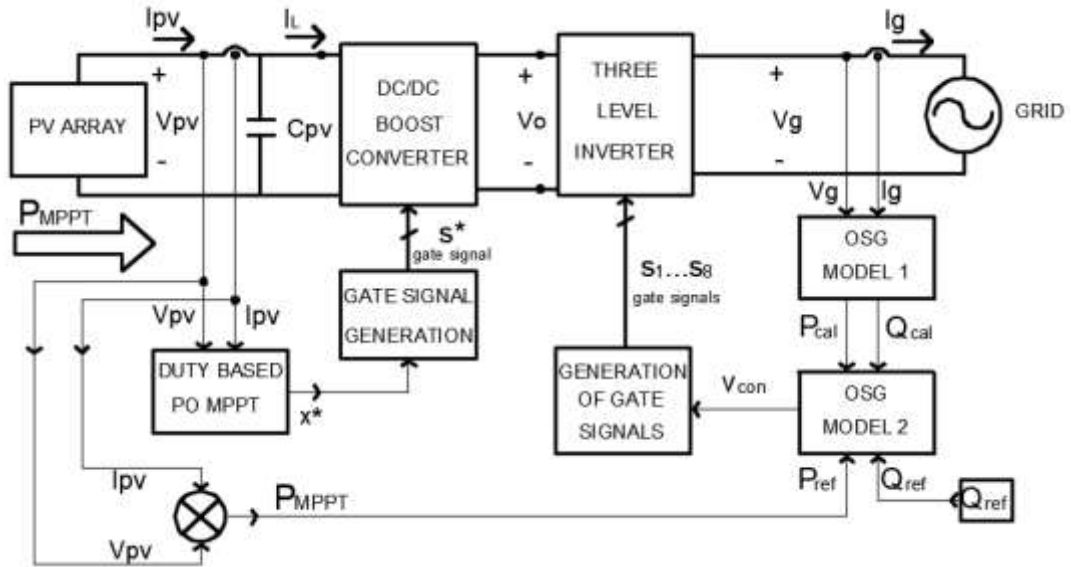 Ipv
IL
Ig
PV ARRAY
+
Vpv
-
Cpv
DC/DC
BOOST
CONVERTER
+
Vo
-
THREE
LEVEL
INVERTER
+
Vg
-
GRID
PMPPT
S*
gate signal
S1...S8
gate signals
Vg
Ig
OSG
MODEL 1
Vpv
Ipv
GATE SIGNAL
GENERATION
Pcal
Qcal
DUTY BASED
PO MPPT
x*
GENERATION
OF GATE
SIGNALS
Vcon
OSG
MODEL 2
Ipv
PMPPT
Pref
Qref
Qref
Vpv